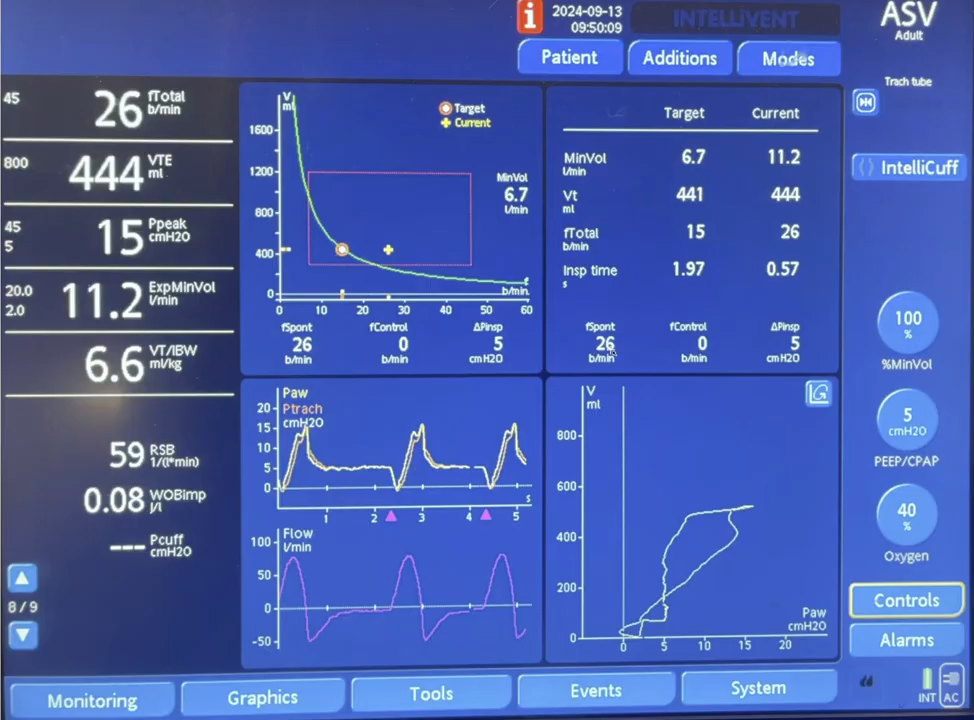 i
2024-09-13
09:50:09
INTELLiVENT
ASV
Adult
Patient
Additions
Modes
Trach tube
IntelliCuff
45
26
fTotal
b/min
800
444
VTE
ml
45
5
15
Ppeak
cmH2O
20.0
2.0
11.2
ExpMinVol
l/min
6.6
VT/IBW
ml/kg
59
RSB
1/(l*min)
0.08
WOBimp
J/l
---
Pcuff
cmH2O
8/9
V
ml
1600
1200
800
400
0
Target
Current
MinVol
6.7
l/min
b/min
0 10 20 30 40 50 60
fSpont
26
b/min
fControl
0
b/min
ΔPinsp
5
cmH2O
Target Current
MinVol
l/min
6.7 11.2
Vt
ml
441 444
fTotal
b/min
15 26
Insp time
s
1.97 0.57
fSpont
26
b/min
fControl
0
b/min
ΔPinsp
5
cmH2O
Paw
Ptrach
cmH2O
20
15
10
5
0
s
1 2 3 4 5
Flow
l/min
100
50
0
-50
V
ml
800
600
400
200
0
Paw
cmH2O
0 5 10 15 20
100
%
%MinVol
5
cmH2O
PEEP/CPAP
40
%
Oxygen
Controls
Alarms
Monitoring
Graphics
Tools
Events
System
INT
AC